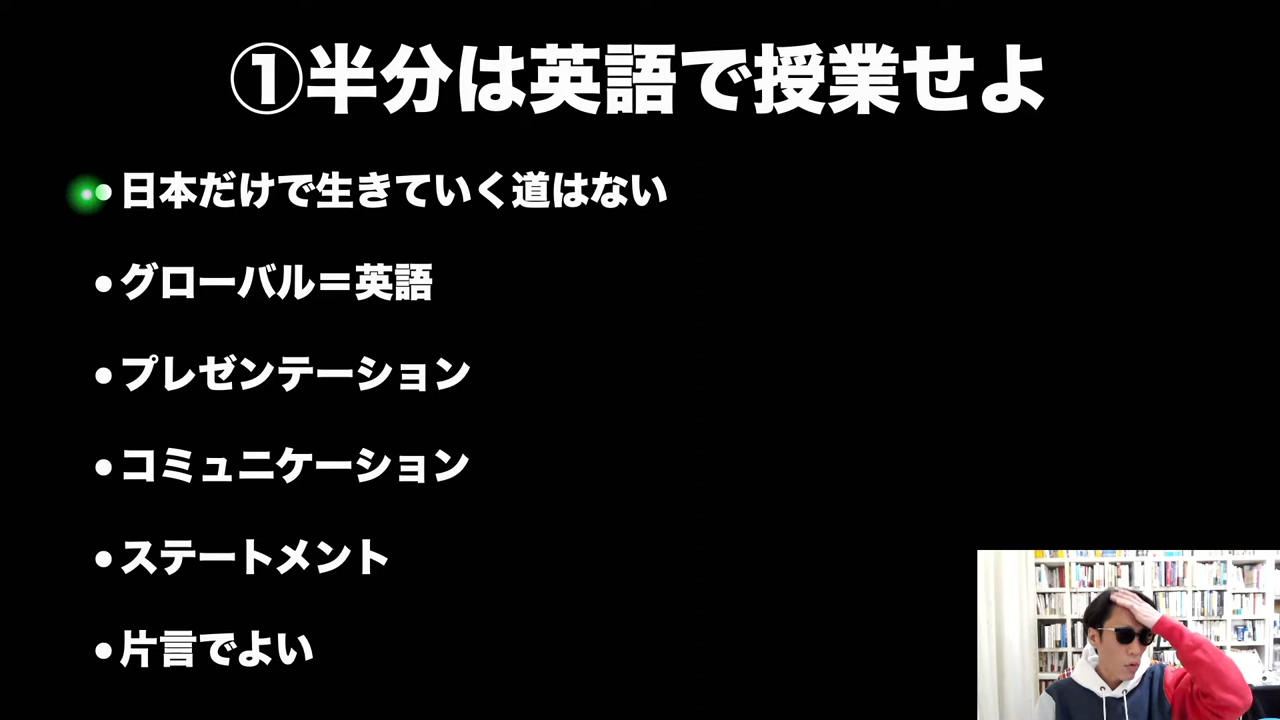 ①半分は英語で授業せよ
•日本だけで生きていく道はない
•グローバル＝英語
•プレゼンテーション
•コミュニケーション
•ステートメント
•片言でよい